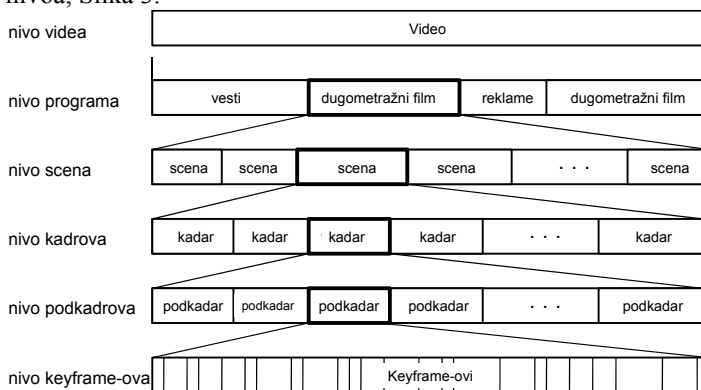 nivoa, Slika 3.
nivo videa Video
nivo programa vesti dugometražni film reklame dugometražni film
nivo scena scena scena scena scena . . . scena
nivo kadrova kadar kadar kadar kadar . . . kadar
nivo podkadrova podkadar podkadar podkadar podkadar . . . podkadar
nivo keyframe-ova Keyframe-ovi